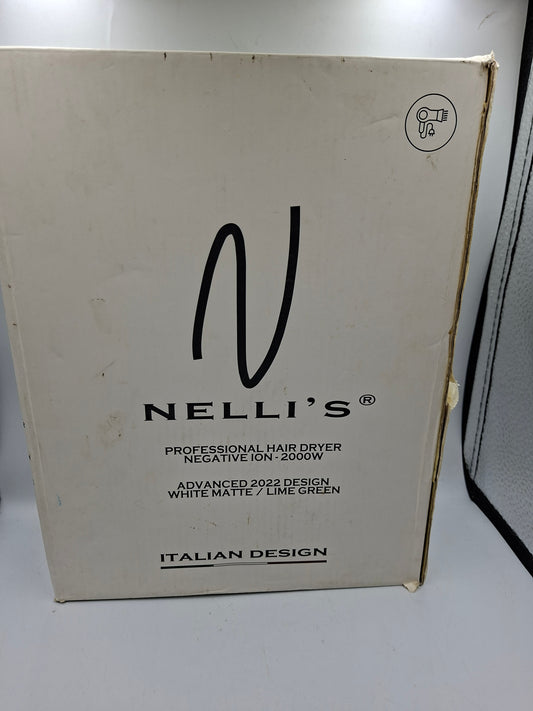 NELLI'S®
PROFESSIONAL HAIR DRYER
NEGATIVE ION - 2000W
ADVANCED 2022 DESIGN
WHITE MATTE / LIME GREEN
ITALIAN DESIGN